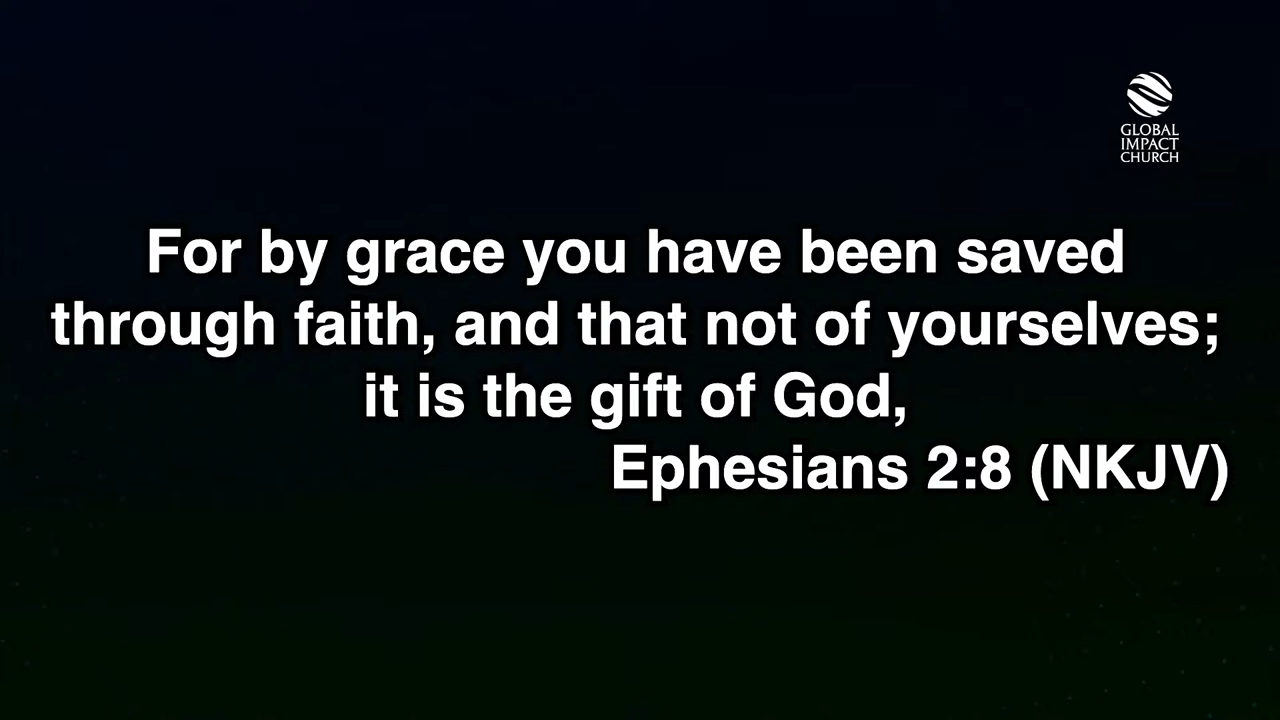 GLOBAL
IMPACT
CHURCH
For by grace you have been saved
through faith, and that not of yourselves;
it is the gift of God,
Ephesians 2:8 (NKJV)